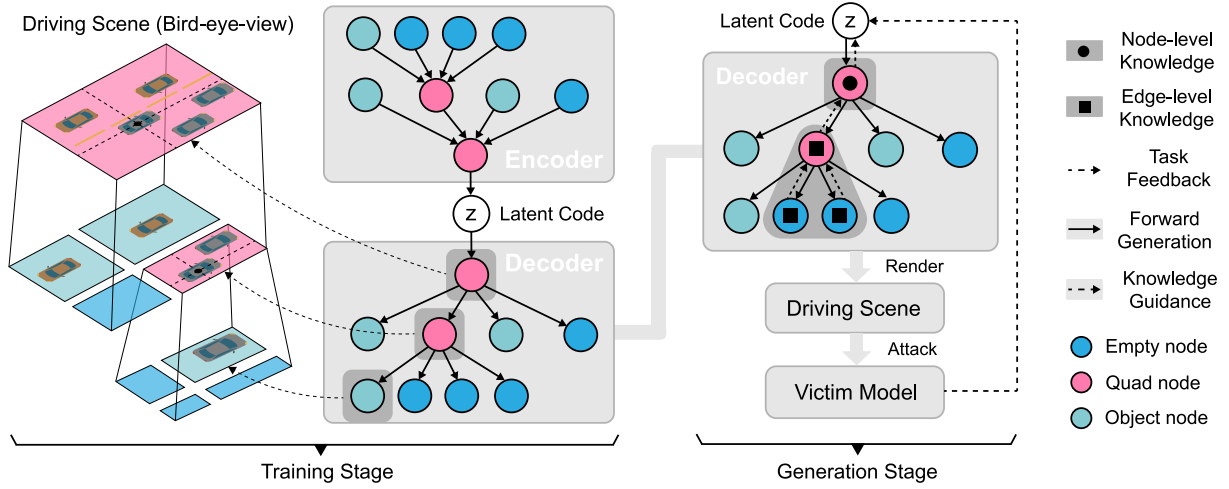 Driving Scene (Bird-eye-view)
Encoder
z
Latent Code
Decoder
Training Stage
Latent Code
z
Decoder
Render
Driving Scene
Attack
Victim Model
Generation Stage
Node-level
Knowledge
Edge-level
Knowledge
Task
Feedback
Forward
Generation
Knowledge
Guidance
Empty node
Quad node
Object node